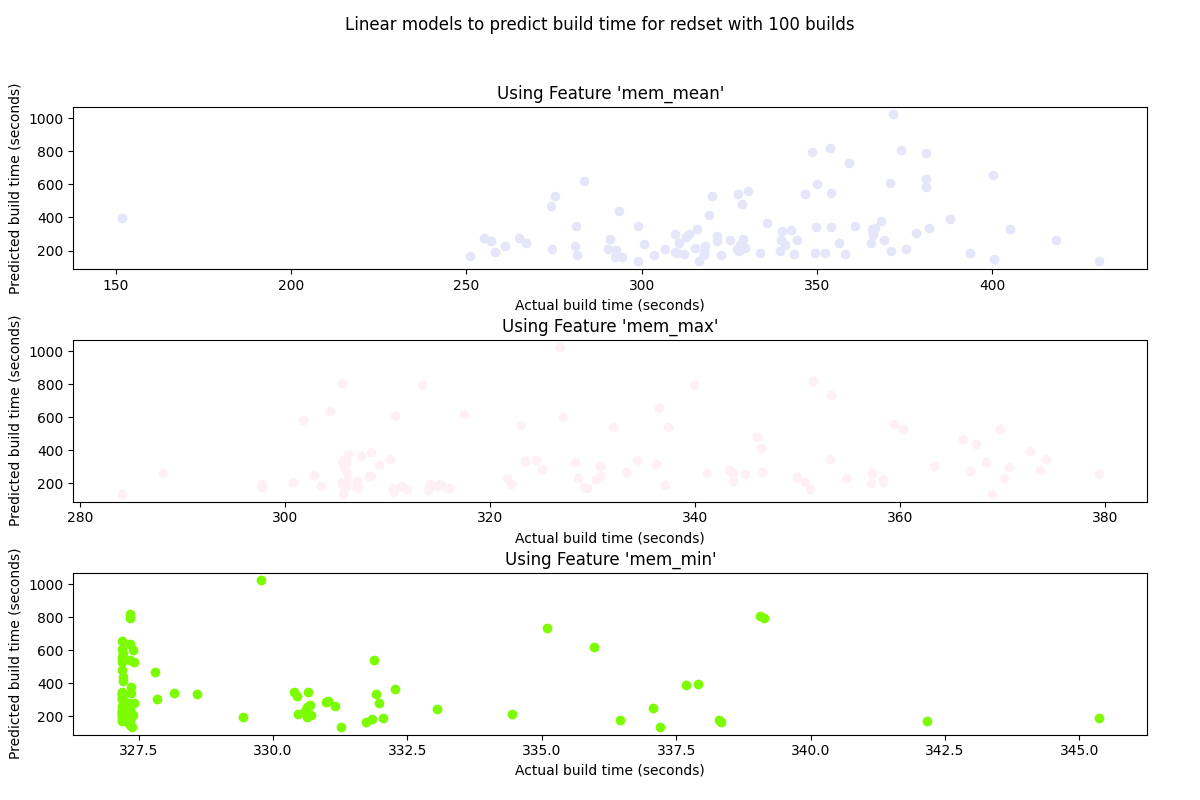 Linear models to predict build time for redset with 100 builds
Using Feature 'mem_mean'
Predicted build time (seconds)
1000
800
600
400
200
150 200 250 300 350 400
Actual build time (seconds)
Using Feature 'mem_max'
Predicted build time (seconds)
1000
800
600
400
200
280 300 320 340 360 380
Actual build time (seconds)
Using Feature 'mem_min'
Predicted build time (seconds)
1000
800
600
400
200
327.5 330.0 332.5 335.0 337.5 340.0 342.5 345.0
Actual build time (seconds)